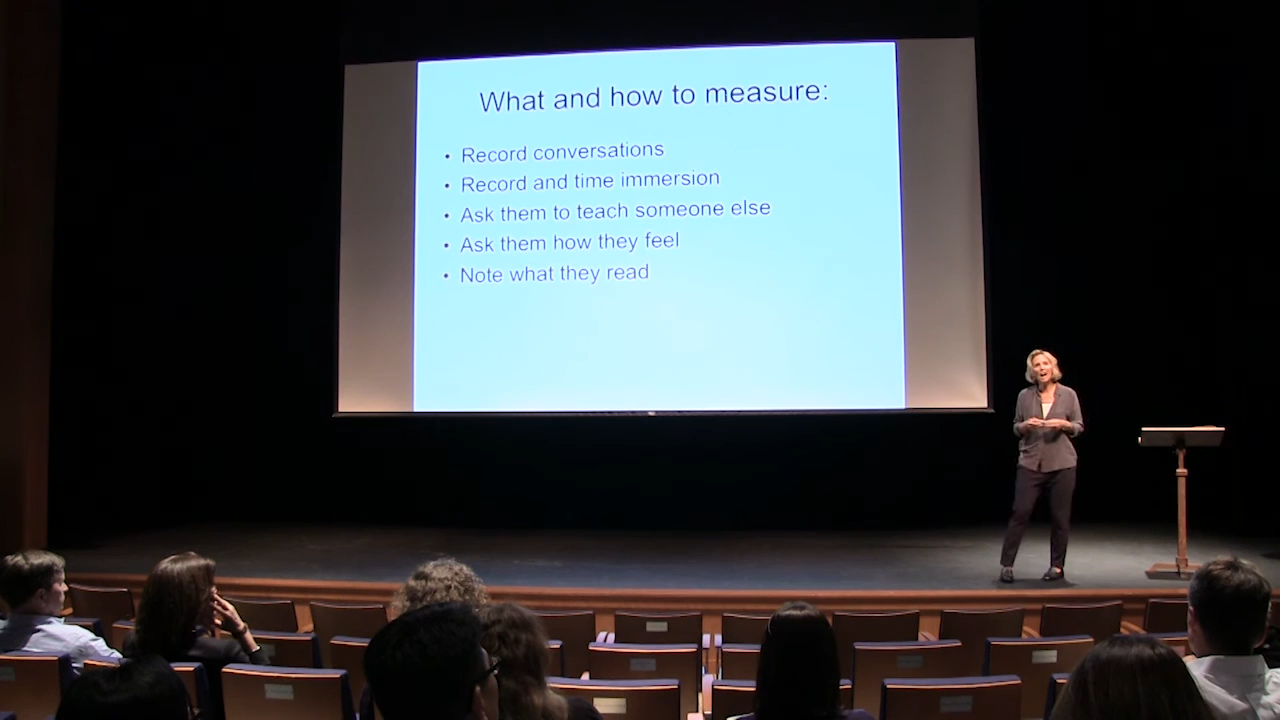 What and how to measure:
• Record conversations
• Record and time immersion
• Ask them to teach someone else
• Ask them how they feel
• Note what they read